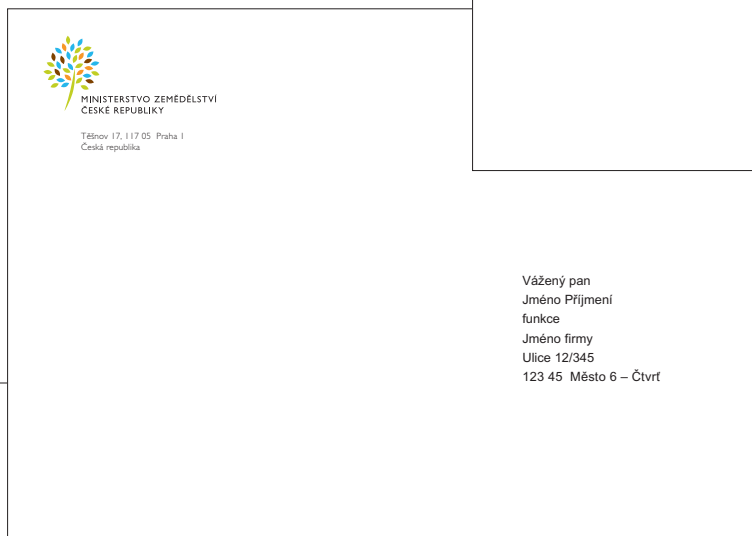 MINISTERSTVO ZEMĚDĚLSTVÍ
ČESKÉ REPUBLIKY
Těšnov 17, 117 05 Praha 1
Česká republika
Vážený pan
Jméno Příjmení
funkce
Jméno firmy
Ulice 12/345
123 45 Město 6 – Čtvrť